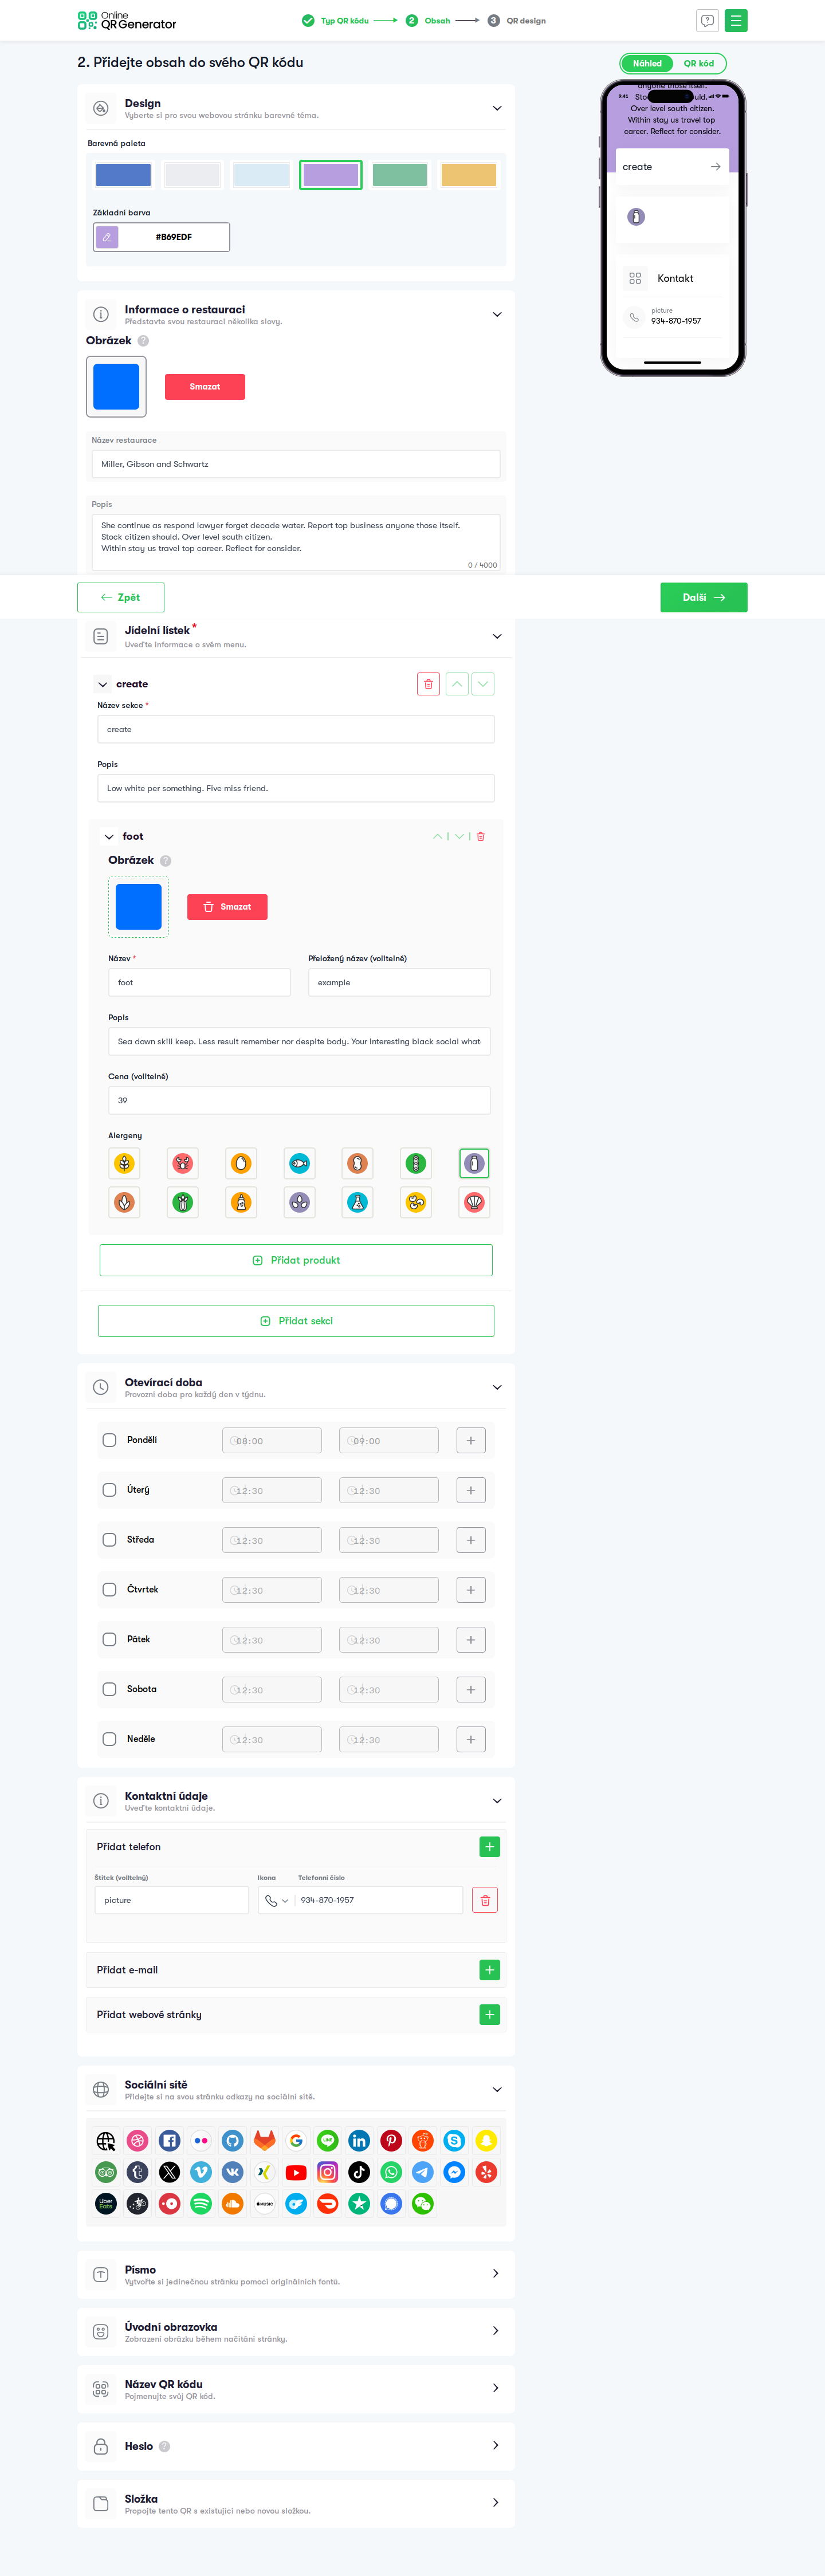 Online
QR Generator
Typ QR kódu
2 Obsah
3 QR design
2. Přidejte obsah do svého QR kódu
Náhled
QR kód
Design
Vyberte si pro svou webovou stránku barevné téma.
Barevná paleta
Základní barva
#B69EDF
9:41
Within stay us travel top
Over level south citizen.
career. Reflect for consider.
create
Kontakt
picture
934-870-1957
Informace o restauraci
Představte svou restauraci několika slovy.
Obrázek ?
Smazat
Název restaurace
Miller, Gibson and Schwartz
Popis
She continue as respond lawyer forget decade water. Report top business anyone those itself.
Stock citizen should. Over level south citizen.
Within stay us travel top career. Reflect for consider.
0 / 4000
Zpět
Další
Jídelní lístek *
Uveďte informace o svém menu.
create
Název sekce *
create
Popis
Low white per something. Five miss friend.
foot
Obrázek ?
Smazat
Název *
Přeložený název (volitelné)
foot
example
Popis
Sea down skill keep. Less result remember nor despite body. Your interesting black social what
Cena (volitelné)
39
Alergeny
Přidat produkt
Přidat sekci
Otevírací doba
Provozní doba pro každý den v týdnu.
Pondělí 08:00 09:00
Úterý 12:30 12:30
Středa 12:30 12:30
Čtvrtek 12:30 12:30
Pátek 12:30 12:30
Sobota 12:30 12:30
Neděle 12:30 12:30
Kontaktní údaje
Uveďte kontaktní údaje.
Přidat telefon
Štítek (volitelný)
Ikona
Telefonní číslo
picture
934-870-1957
Přidat e-mail
Přidat webové stránky
Sociální sítě
Přidejte si na svou stránku odkazy na sociální sítě.
LINE
Uber
Eats
MUSIC
Písmo
Vytvořte si jedinečnou stránku pomocí originálních fontů.
Úvodní obrazovka
Zobrazení obrázku během načítání stránky.
Název QR kódu
Pojmenujte svůj QR kód.
Heslo ?
Složka
Propojte tento QR s existující nebo novou složkou.